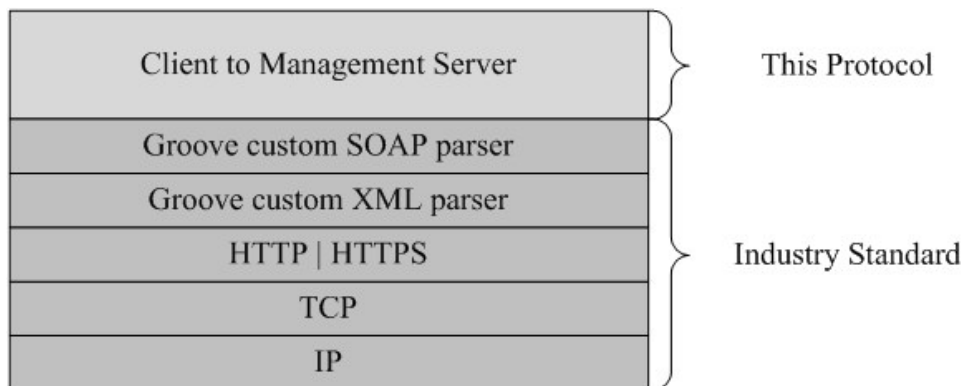 Client to Management Server
This Protocol
Groove custom SOAP parser
Groove custom XML parser
HTTP | HTTPS
Industry Standard
TCP
IP